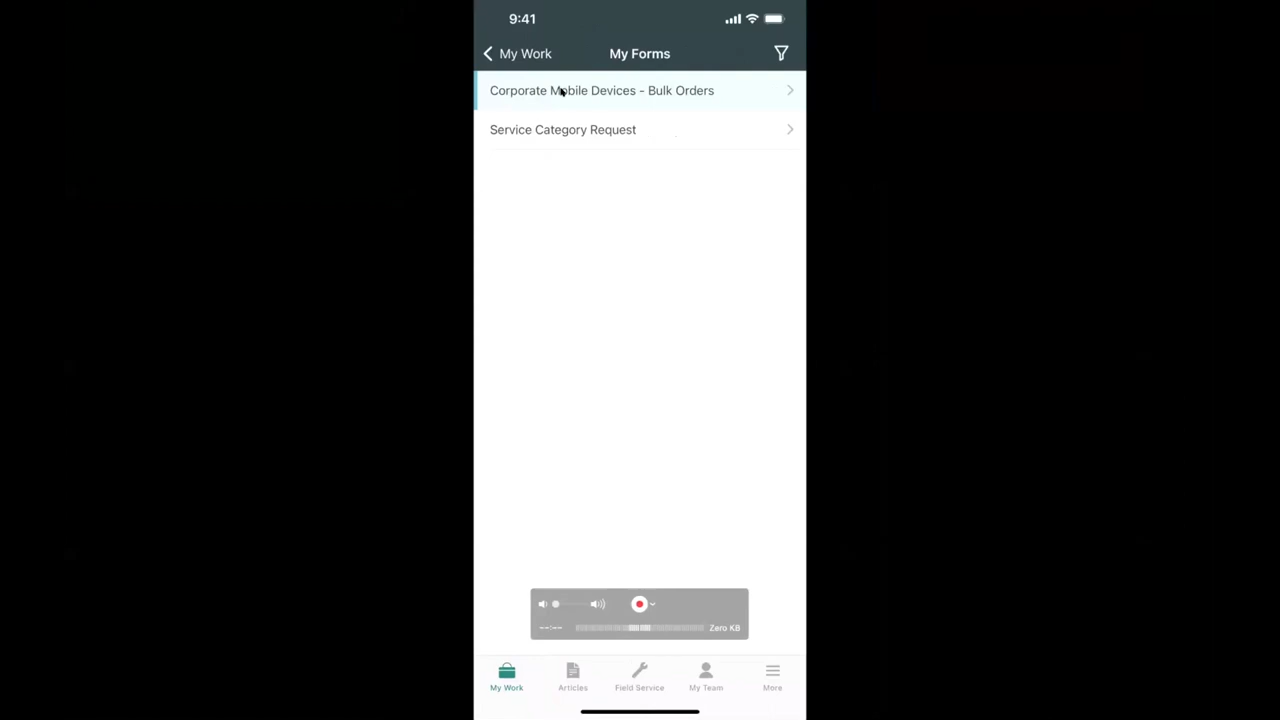 9:41
My Work My Forms
Corporate Mobile Devices - Bulk Orders
Service Category Request
--:-- Zero KB
My Work Articles Field Service My Team More